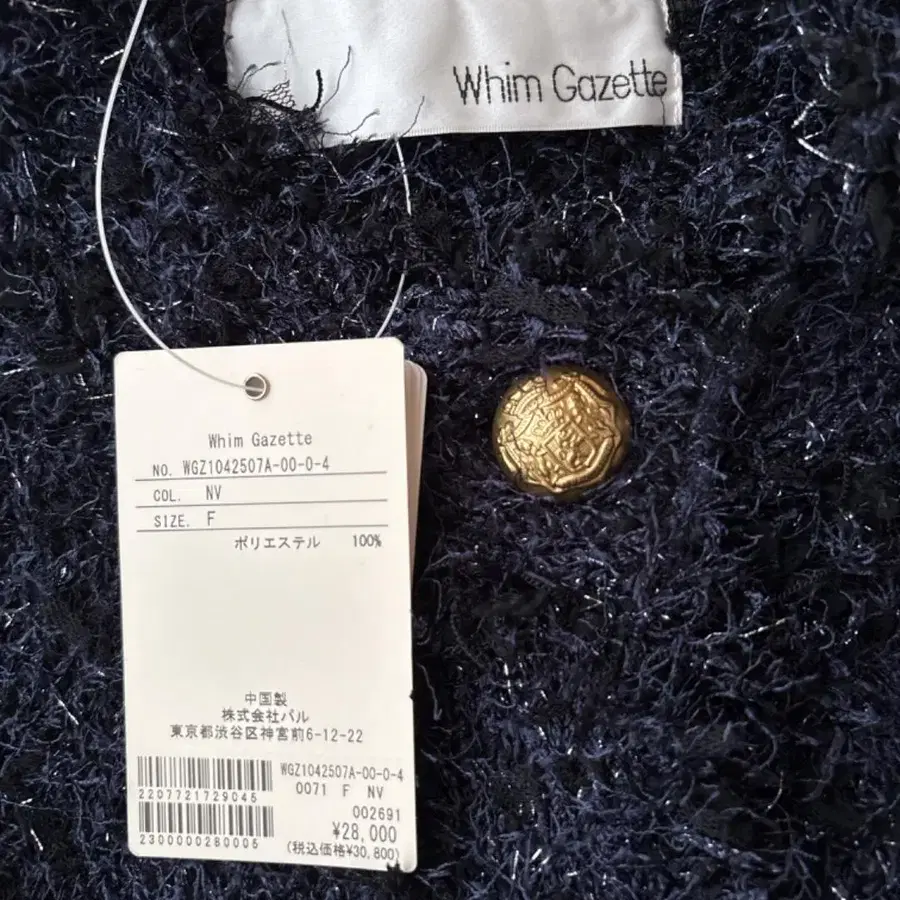 Whim Gazette
Whim Gazette
NO. WGZ1042507A-00-0-4
COL. NV
SIZE. F
ポリエステル 100%
中国製
株式会社パル
東京都渋谷区神宮前6-12-22
WGZ1042507A-00-0-4
2207721729045
0071 F NV
002691
¥28,000
2300000280005
(税込価格¥30,800)